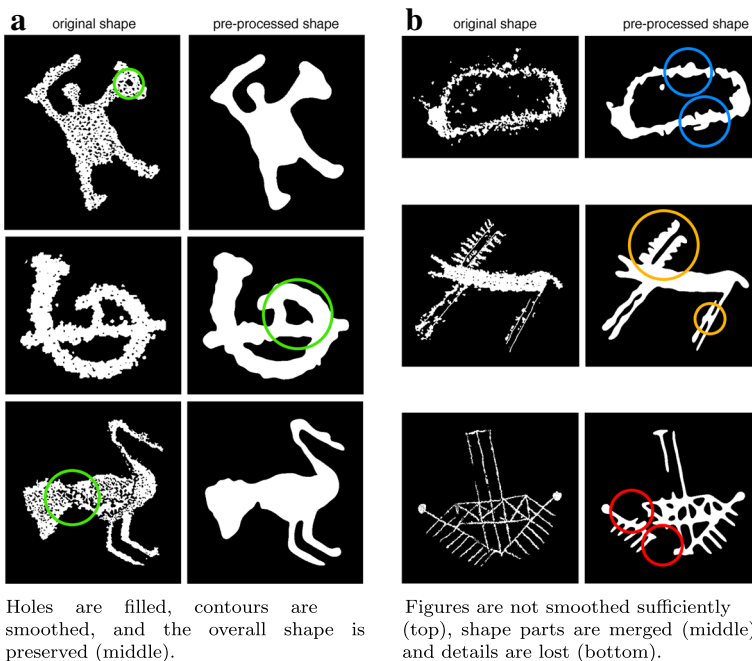 a
original shape
pre-processed shape
b
original shape
pre-processed shape
Holes are filled, contours are
smoothed, and the overall shape is
preserved (middle).
Figures are not smoothed sufficiently
(top), shape parts are merged (middle)
and details are lost (bottom).